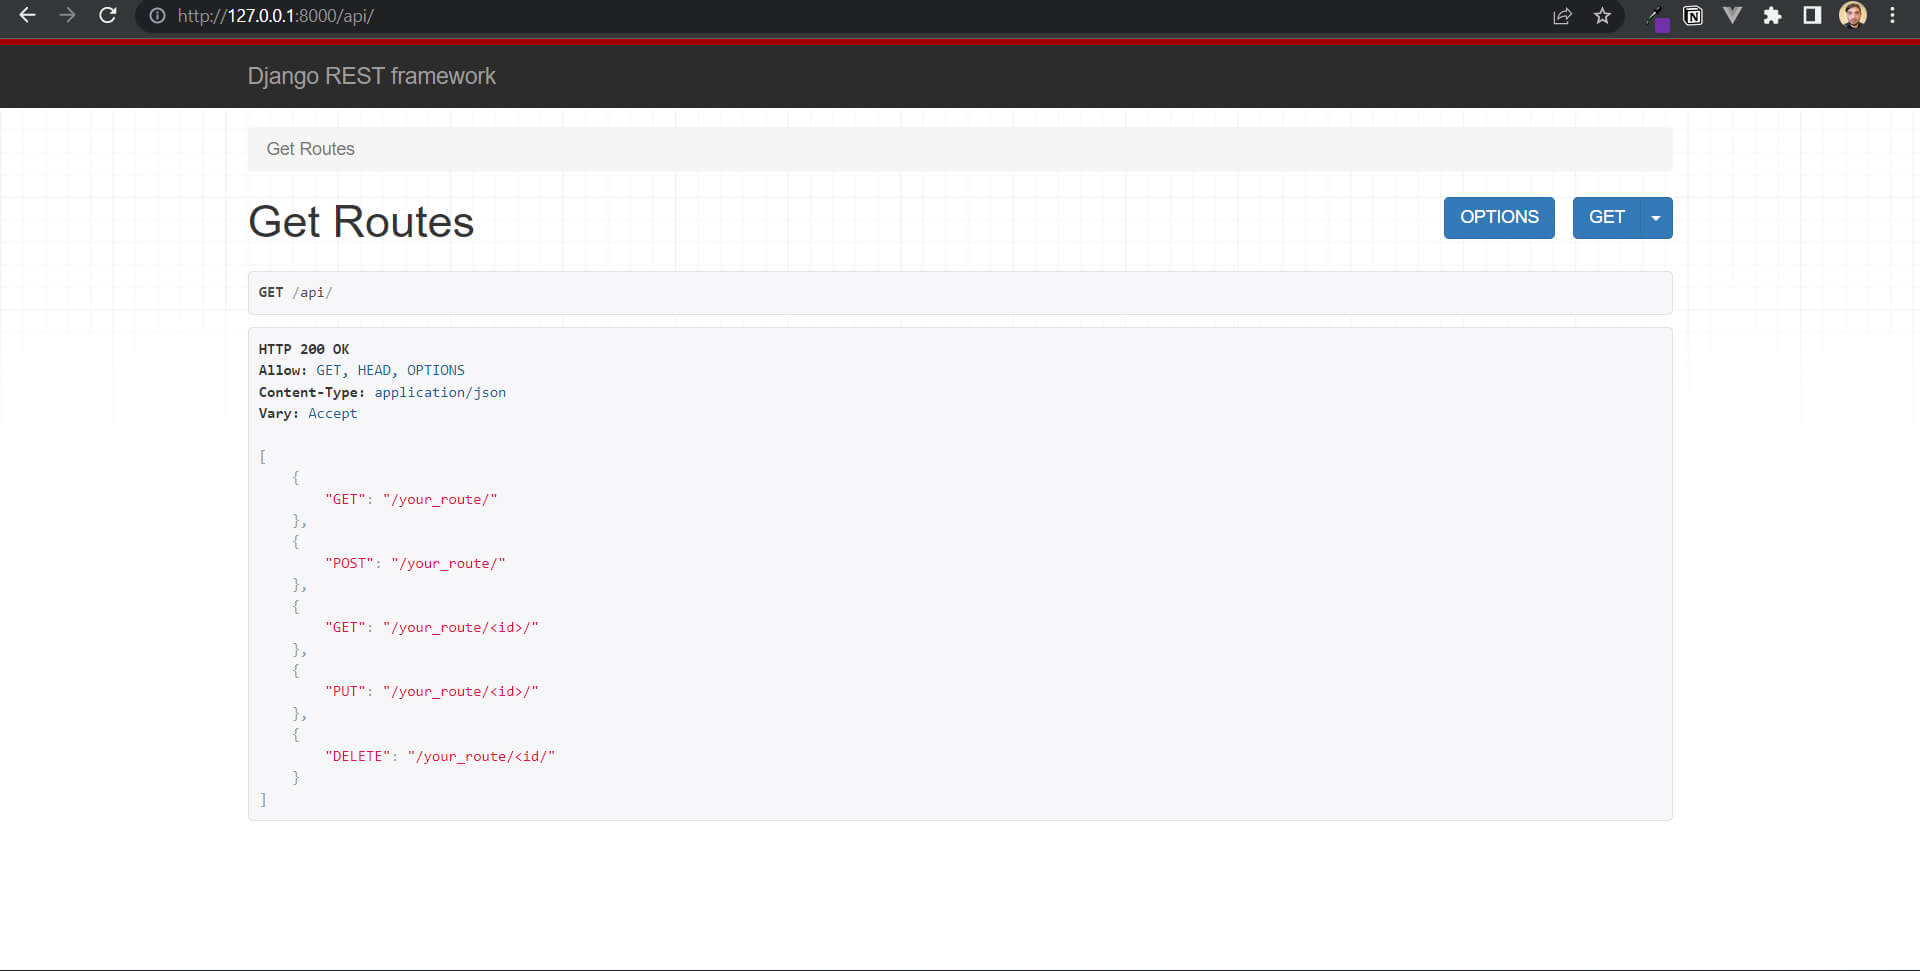 http://127.0.0.1:8000/api/
Django REST framework
Get Routes
Get Routes
OPTIONS
GET
GET /api/
HTTP 200 OK
Allow: GET, HEAD, OPTIONS
Content-Type: application/json
Vary: Accept
[
    {
        "GET": "/your_route/"
    },
    {
        "POST": "/your_route/"
    },
    {
        "GET": "/your_route/<id>/"
    },
    {
        "PUT": "/your_route/<id>/"
    },
    {
        "DELETE": "/your_route/<id/"
    }
]